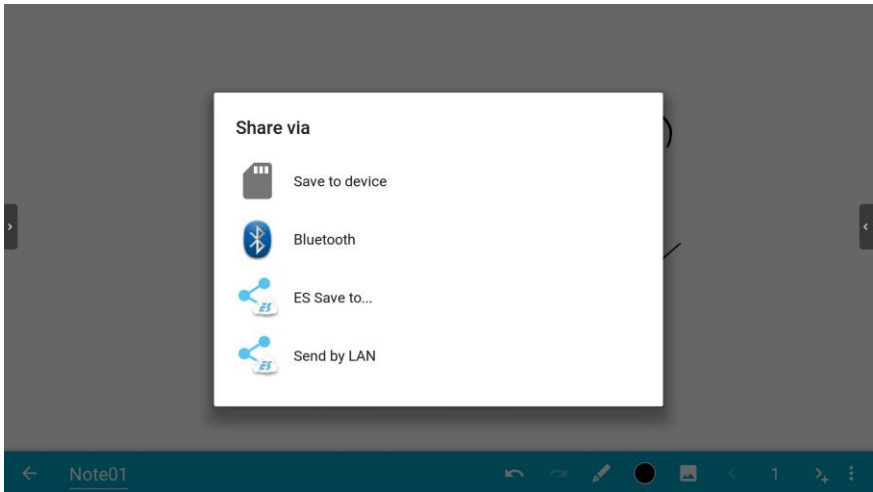 Share via
Save to device
Bluetooth
ES Save to...
Send by LAN
Note01
1